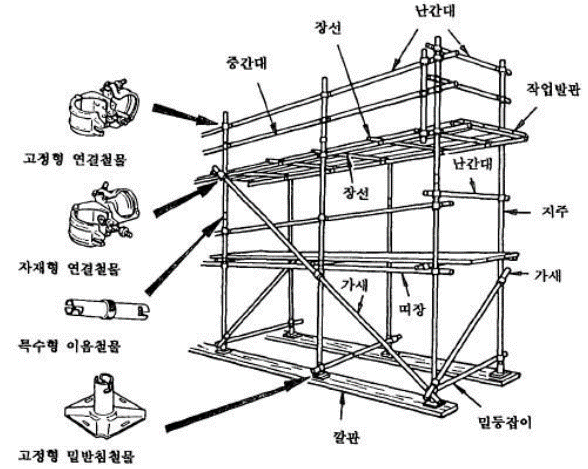 난간대
장선
중간대
작업발판
고정형 연결철물
난간대
장선
지주
자재형 연결철물
가새
가새
띠장
특수형 이음철물
밑둥잡이
깔판
고정형 밑받침철물